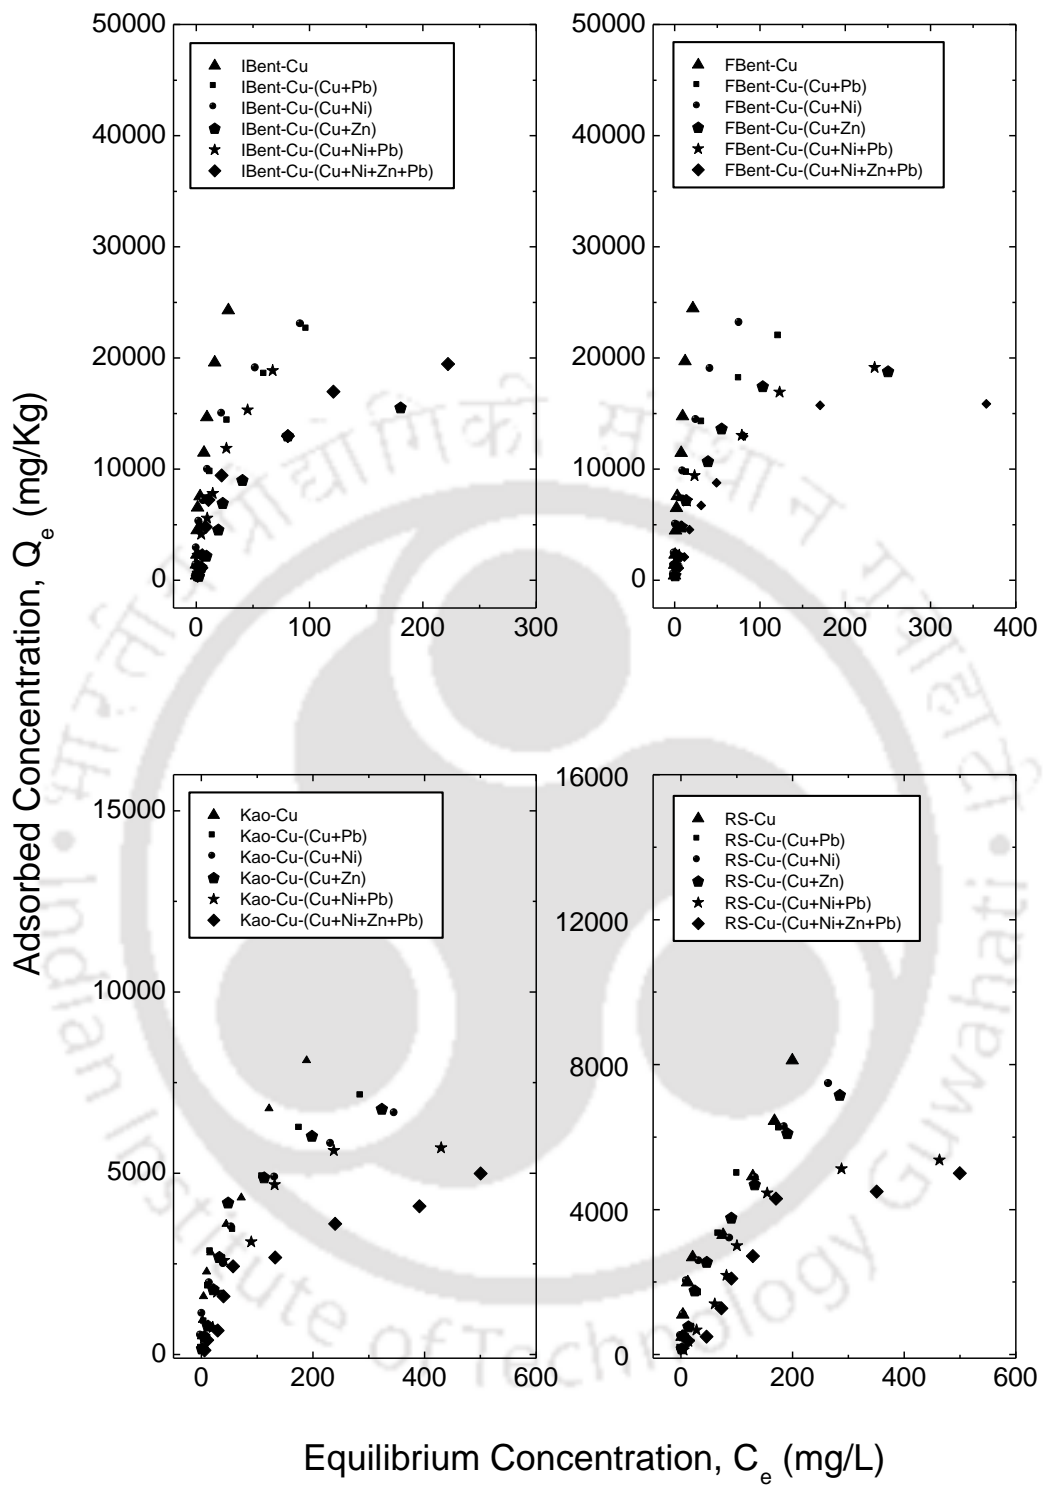 Adsorbed Concentration, Qe (mg/Kg)
50000
40000
30000
20000
10000
0
IBent-Cu
IBent-Cu-(Cu+Pb)
IBent-Cu-(Cu+Ni)
IBent-Cu-(Cu+Zn)
IBent-Cu-(Cu+Ni+Pb)
IBent-Cu-(Cu+Ni+Zn+Pb)
0 100 200 300
50000
40000
30000
20000
10000
0
FBent-Cu
FBent-Cu-(Cu+Pb)
FBent-Cu-(Cu+Ni)
FBent-Cu-(Cu+Zn)
FBent-Cu-(Cu+Ni+Pb)
FBent-Cu-(Cu+Ni+Zn+Pb)
0 100 200 300 400
15000
10000
5000
0
Kao-Cu
Kao-Cu-(Cu+Pb)
Kao-Cu-(Cu+Ni)
Kao-Cu-(Cu+Zn)
Kao-Cu-(Cu+Ni+Pb)
Kao-Cu-(Cu+Ni+Zn+Pb)
0 200 400 600
16000
12000
8000
4000
0
RS-Cu
RS-Cu-(Cu+Pb)
RS-Cu-(Cu+Ni)
RS-Cu-(Cu+Zn)
RS-Cu-(Cu+Ni+Pb)
RS-Cu-(Cu+Ni+Zn+Pb)
0 200 400 600
Equilibrium Concentration, Ce (mg/L)
Indian Institute of Technology Guwahati